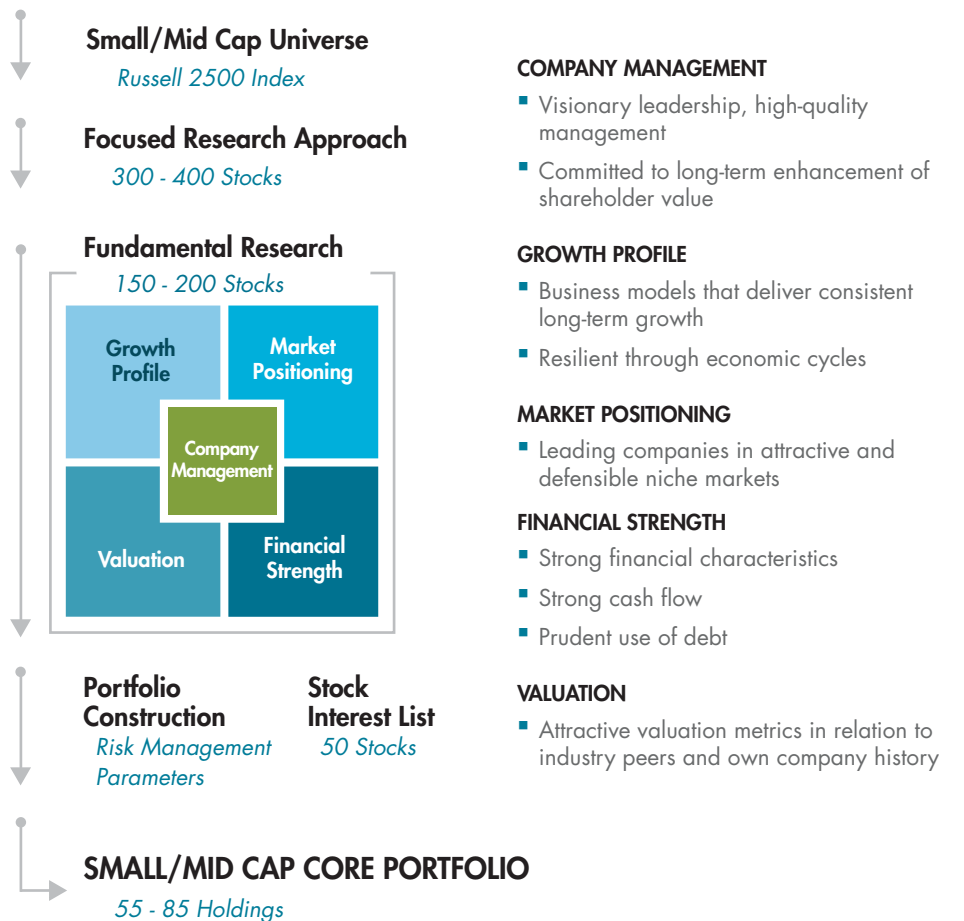 Small/Mid Cap Universe
Russell 2500 Index
Focused Research Approach
300 - 400 Stocks
Fundamental Research
150 - 200 Stocks
Growth
Profile
Market
Positioning
Company
Management
Valuation
Financial
Strength
Portfolio
Construction
Risk Management
Parameters
Stock
Interest List
50 Stocks
SMALL/MID CAP CORE PORTFOLIO
55 - 85 Holdings
COMPANY MANAGEMENT
▪ Visionary leadership, high-quality
management
▪ Committed to long-term enhancement of
shareholder value
GROWTH PROFILE
▪ Business models that deliver consistent
long-term growth
▪ Resilient through economic cycles
MARKET POSITIONING
▪ Leading companies in attractive and
defensible niche markets
FINANCIAL STRENGTH
▪ Strong financial characteristics
▪ Strong cash flow
▪ Prudent use of debt
VALUATION
▪ Attractive valuation metrics in relation to
industry peers and own company history